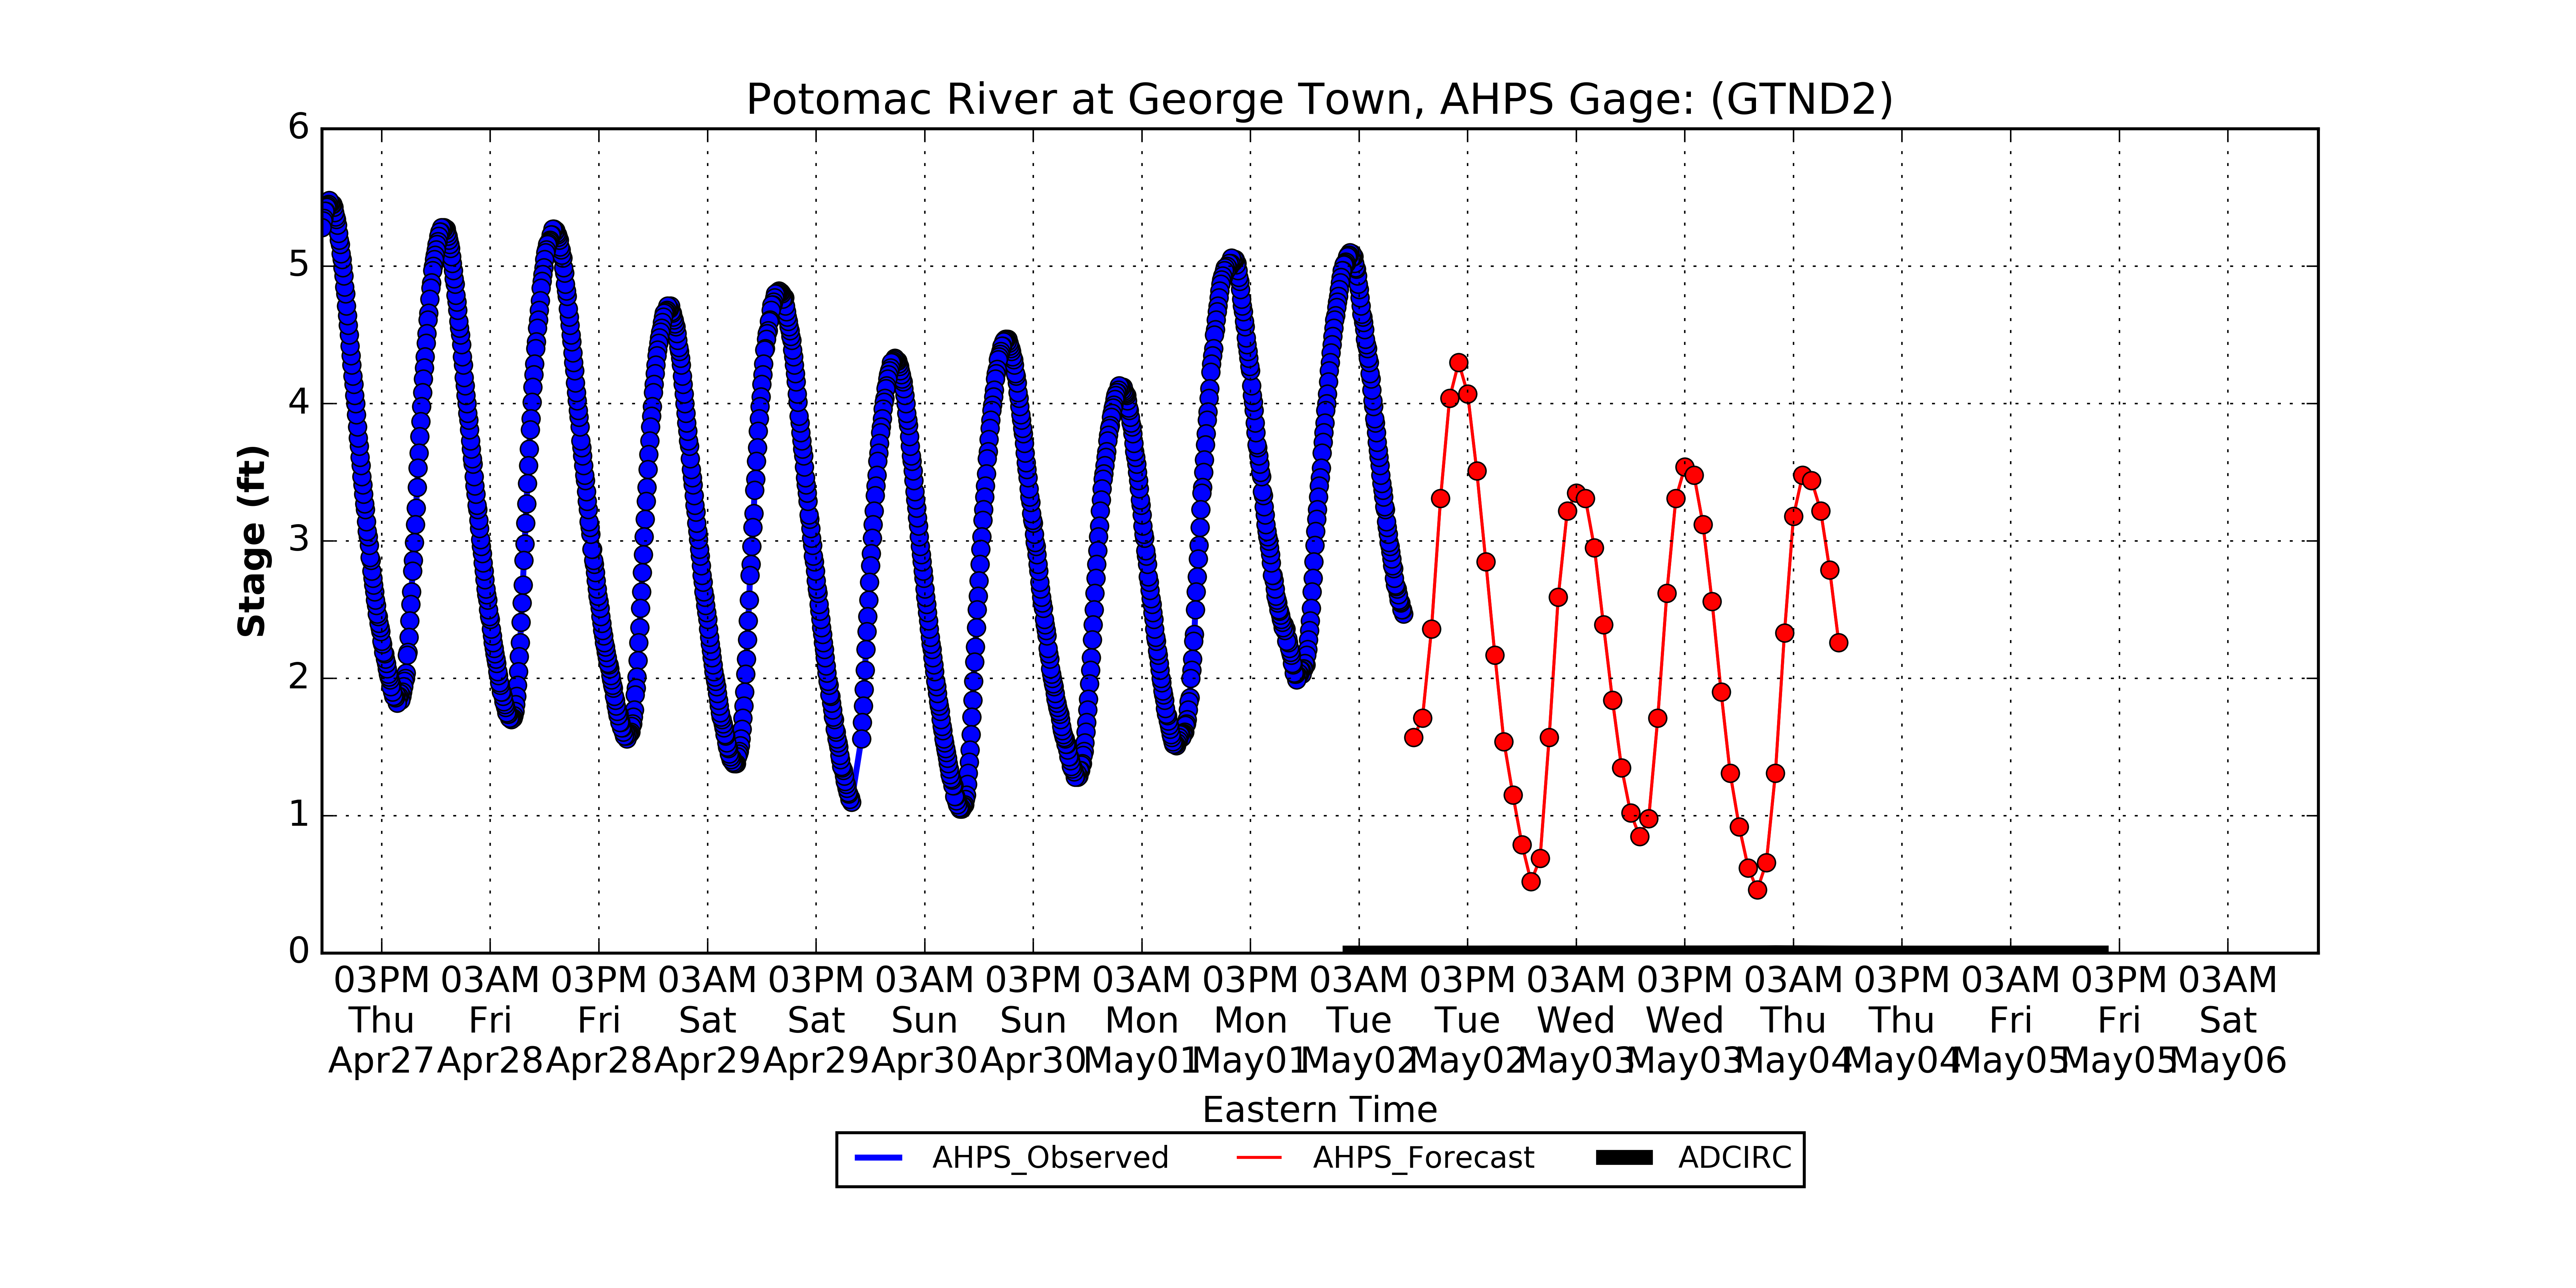 Potomac River at George Town, AHPS Gage: (GTND2)
6
5
4
3
2
1
0
Stage (ft)
03PM 03AM 03PM 03AM 03PM 03AM 03PM 03AM 03PM 03AM 03PM 03AM 03PM 03AM 03PM 03AM 03PM 03AM
Thu Fri Fri Sat Sat Sun Sun Mon Mon Tue Tue Wed Wed Thu Thu Fri Fri Sat
Apr27 Apr28 Apr28 Apr29 Apr29 Apr30 Apr30 May01 May01 May02 May02 May03 May03 May04 May04 May05 May05 May06
Eastern Time
AHPS_Observed AHPS_Forecast ADCIRC